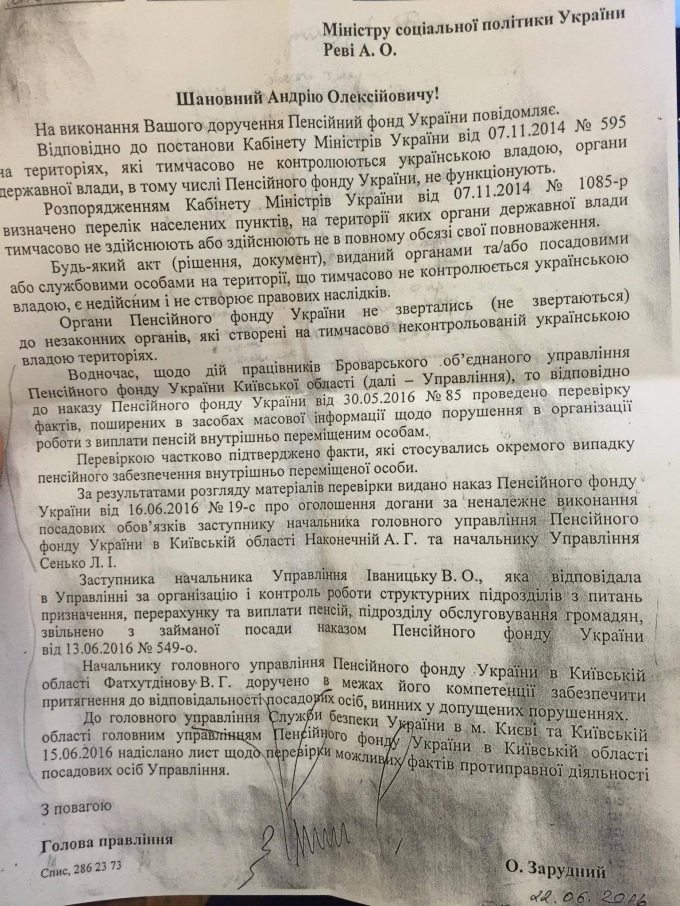 Міністру соціальної політики України
Реві А. О.
Шановний Андрію Олексійовичу!
На виконання Вашого доручення Пенсійний фонд України повідомляє.
Відповідно до постанови Кабінету Міністрів України від 07.11.2014 № 595
на територіях, які тимчасово не контролюються українською владою, органи
державної влади, в тому числі Пенсійного фонду України, не функціонують.
Розпорядженням Кабінету Міністрів України від 07.11.2014 № 1085-р
визначено перелік населених пунктів, на території яких органи державної влади
тимчасово не здійснюють або здійснюють не в повному обсязі свої повноваження.
Будь-який акт (рішення, документ), виданий органами та/або посадовими
або службовими особами на території, що тимчасово не контролюється українською
владою, є недійсним і не створює правових наслідків.
Органи Пенсійного фонду України не звертались (не звертаються)
до незаконних органів, які створені на тимчасово неконтрольованій українською
владою територіях.
Водночас, щодо дій працівників Броварського об’єднаного управління
Пенсійного фонду України Київської області (далі – Управління), то відповідно
до наказу Пенсійного фонду України від 30.05.2016 № 85 проведено перевірку
фактів, поширених в засобах масової інформації щодо порушення в організації
роботи з виплати пенсій внутрішньо переміщеним особам.
Перевіркою частково підтверджено факти, які стосувались окремого випадку
пенсійного забезпечення внутрішньо переміщеної особи.
За результатами розгляду матеріалів перевірки видано наказ Пенсійного фонду
України від 16.06.2016 № 19-с про оголошення догани за неналежне виконання
посадових обов’язків заступнику начальника головного управління Пенсійного
фонду України в Київській області Наконечній А. Г. та начальнику Управління
Сенько Л. І.
Заступника начальника Управління Іваницьку В. О., яка відповідала
в Управлінні за організацію і контроль роботи структурних підрозділів з питань
призначення, перерахунку та виплати пенсій, підрозділу обслуговування громадян,
звільнено з займаної посади наказом Пенсійного фонду України
від 13.06.2016 № 549-о.
Начальнику головного управління Пенсійного фонду України в Київській
області Фатхутдінову В. Г. доручено в межах його компетенції забезпечити
притягнення до відповідальності посадових осіб, винних у допущених порушеннях.
До головного управління Служби безпеки України в м. Києві та Київській
області головним управлінням Пенсійного фонду України в Київській області
15.06.2016 надіслано лист щодо перевірки можливих фактів протиправної діяльності
посадових осіб Управління.
З повагою
Голова правління
Спис, 286 23 73
О. Зарудний
22.06.2016